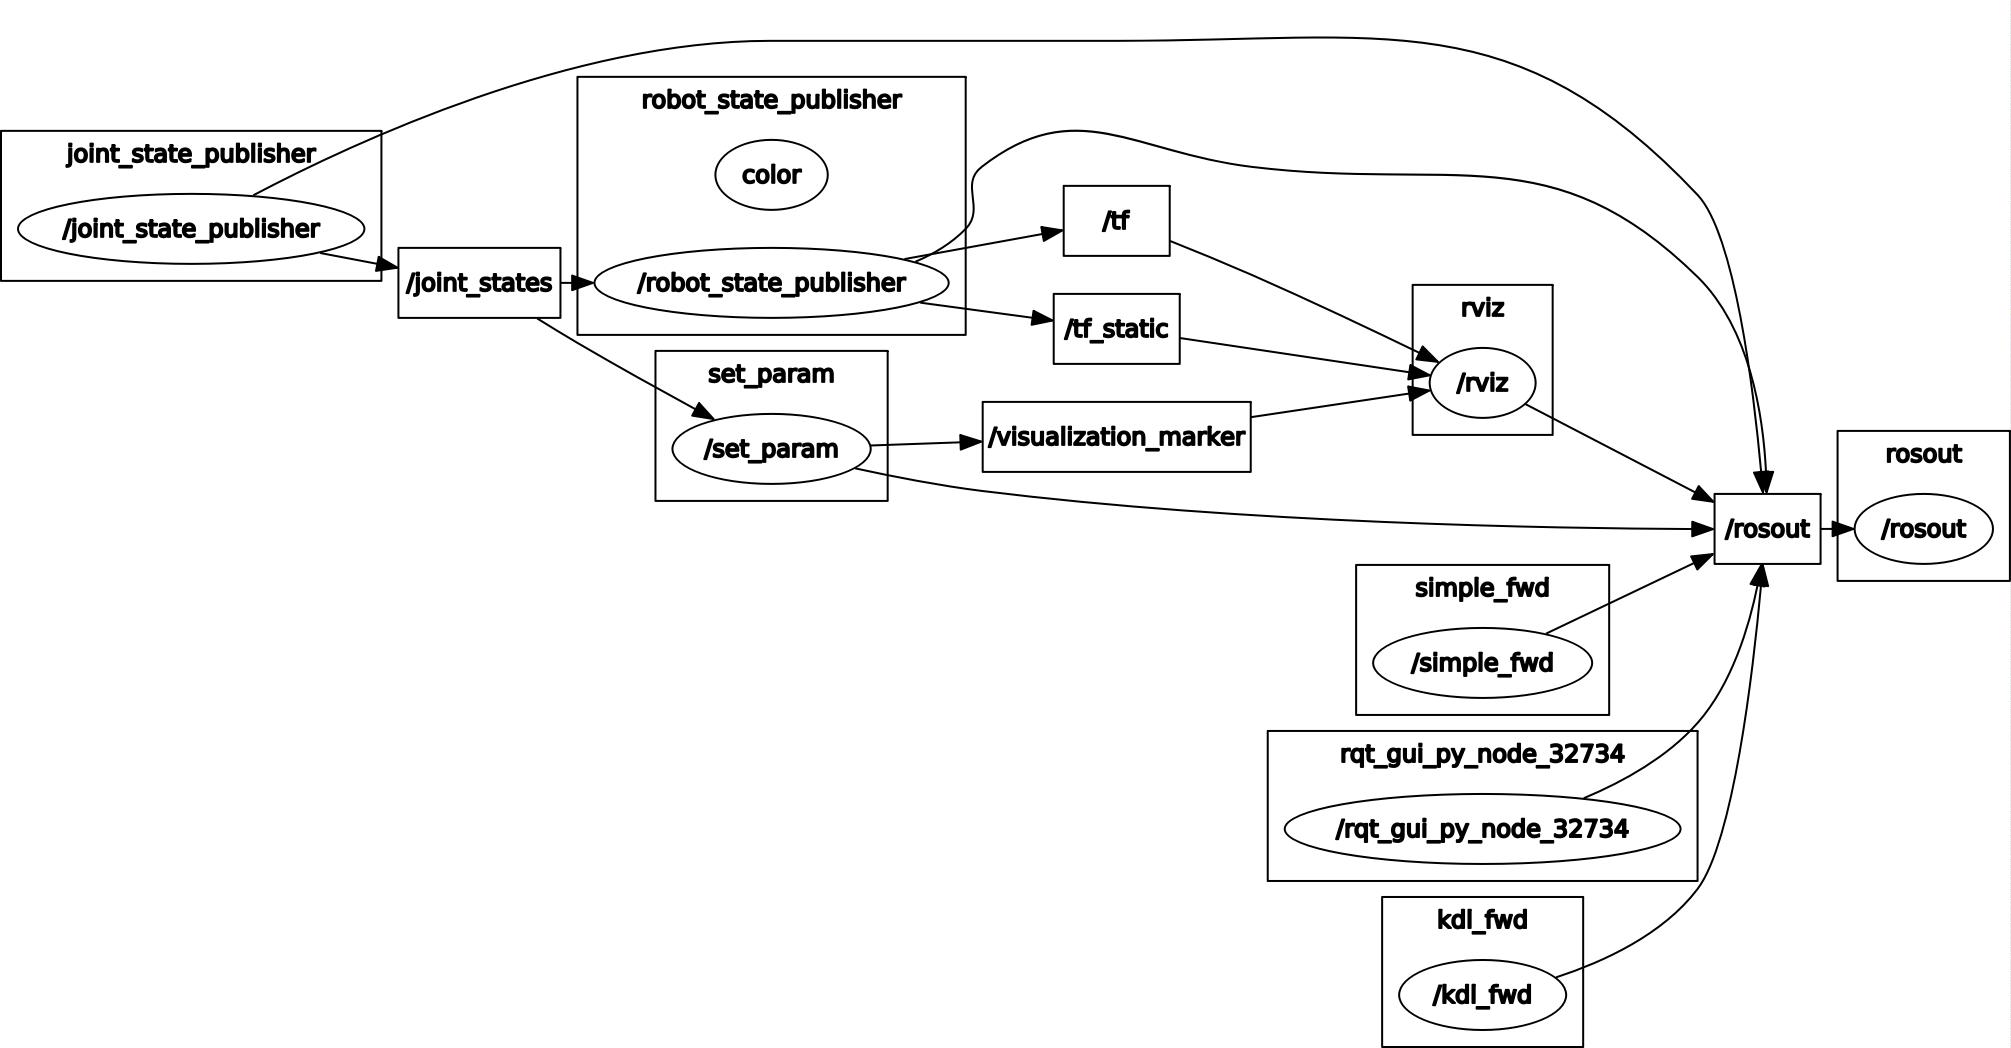 joint_state_publisher
/joint_state_publisher
/joint_states
robot_state_publisher
color
/robot_state_publisher
set_param
/set_param
/tf
/tf_static
/visualization_marker
rviz
/rviz
simple_fwd
/simple_fwd
rqt_gui_py_node_32734
/rqt_gui_py_node_32734
kdl_fwd
/kdl_fwd
/rosout
rosout
/rosout